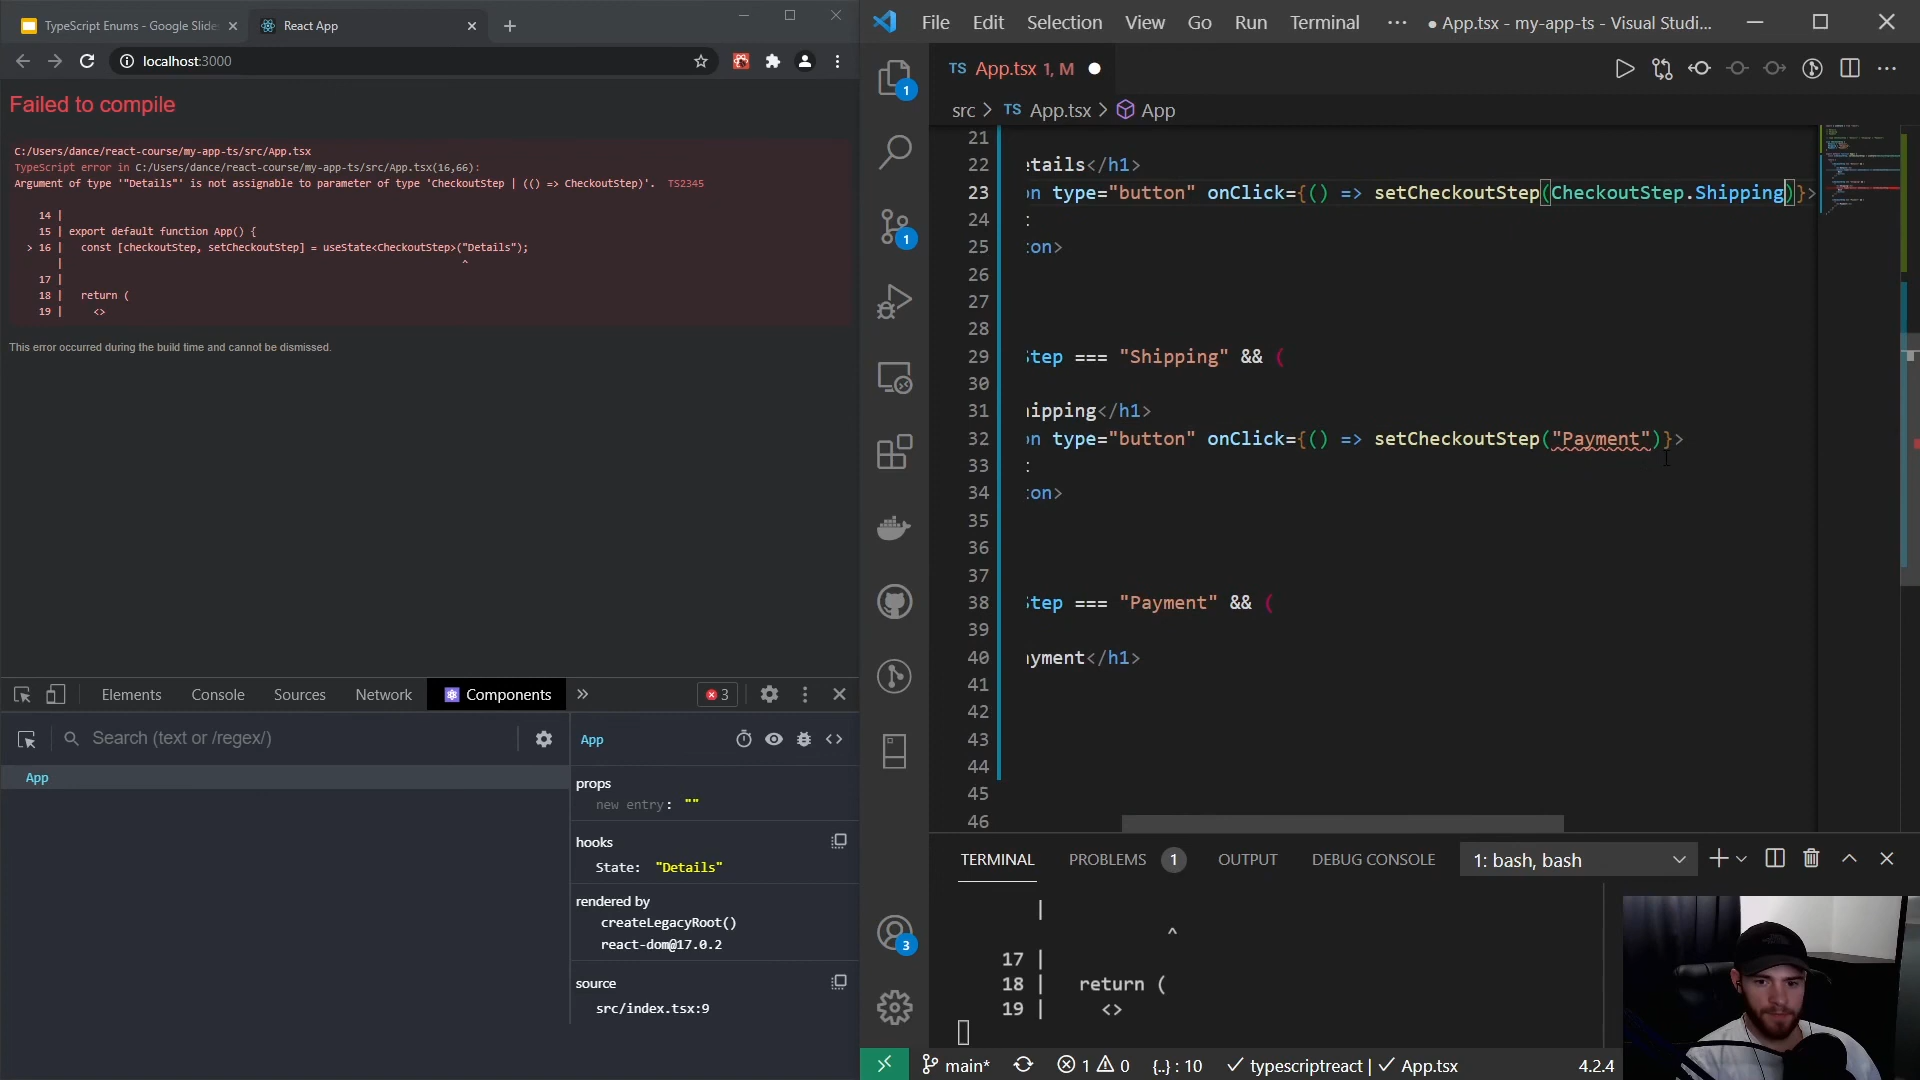 TypeScript Enums - Google Slide
React App
localhost:3000
Failed to compile
C:/Users/dance/react-course/my-app-ts/src/App.tsx
TypeScript error in C:/Users/dance/react-course/my-app-ts/src/App.tsx(16,66):
Argument of type '"Details"' is not assignable to parameter of type 'CheckoutStep | (() => CheckoutStep)'.  TS2345
14 |
15 | export default function App() {
> 16 |   const [checkoutStep, setCheckoutStep] = useState<CheckoutStep>("Details");
|                                                                  ^
17 |
18 |   return (
19 |     <>
This error occurred during the build time and cannot be dismissed.
Elements Console Sources Network Components » 3
Search (text or /regex/)
App
App
props
new entry: ""
hooks
State: "Details"
rendered by
createLegacyRoot()
react-dom@17.0.2
source
src/index.tsx:9
File Edit Selection View Go Run Terminal ··· ● App.tsx - my-app-ts - Visual Studi...
TS App.tsx 1, M ●
src > TS App.tsx > App
1
1
3
21
22 etails</h1>
23 on type="button" onClick={() => setCheckoutStep(CheckoutStep.Shipping)}>
24 :
25 :on>
26
27
28
29 Step === "Shipping" && (
30
31 hipping</h1>
32 on type="button" onClick={() => setCheckoutStep("Payment")}>
33 :
34 :on>
35
36
37
38 Step === "Payment" && (
39
40 ayment</h1>
41
42
43
44
45
46
TERMINAL PROBLEMS 1 OUTPUT DEBUG CONSOLE 1: bash, bash
|
^
17 |
18 |   return (
19 |     <>
main* 1 0 {..} : 10 ✓ typescriptreact | ✓ App.tsx 4.2.4